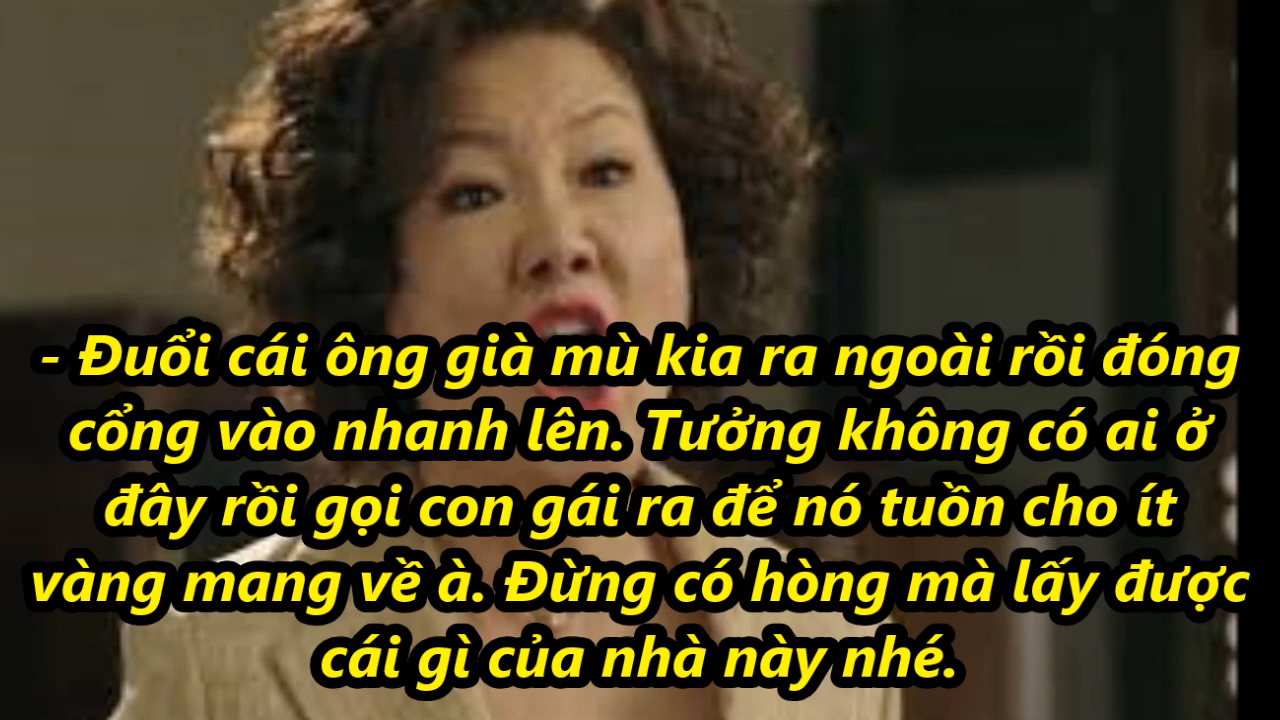 - Đuổi cái ông già mù kia ra ngoài rồi đóng
cổng vào nhanh lên. Tưởng không có ai ở
đây rồi gọi con gái ra để nó tuồn cho ít
vàng mang về à. Đừng có hòng mà lấy được
cái gì của nhà này nhé.